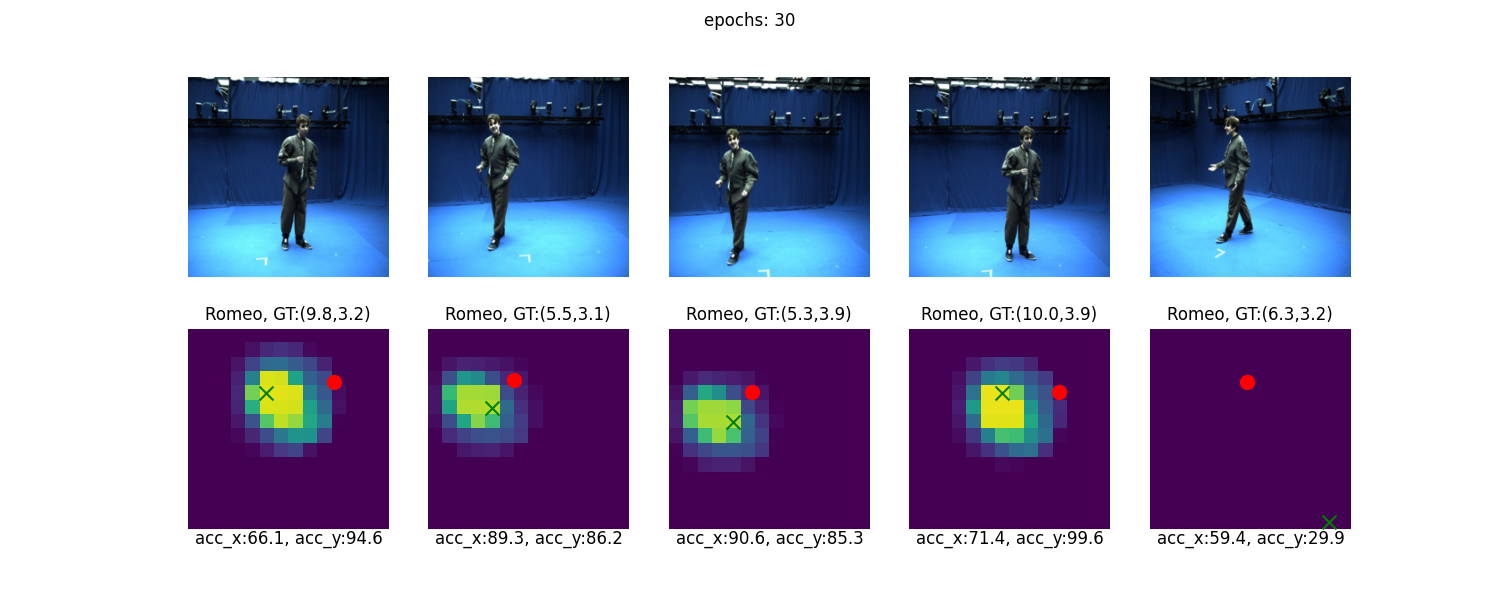 epochs: 30
Romeo, GT:(9.8,3.2)
Romeo, GT:(5.5,3.1)
Romeo, GT:(5.3,3.9)
Romeo, GT:(10.0,3.9)
Romeo, GT:(6.3,3.2)
acc_x:66.1, acc_y:94.6
acc_x:89.3, acc_y:86.2
acc_x:90.6, acc_y:85.3
acc_x:71.4, acc_y:99.6
acc_x:59.4, acc_y:29.9